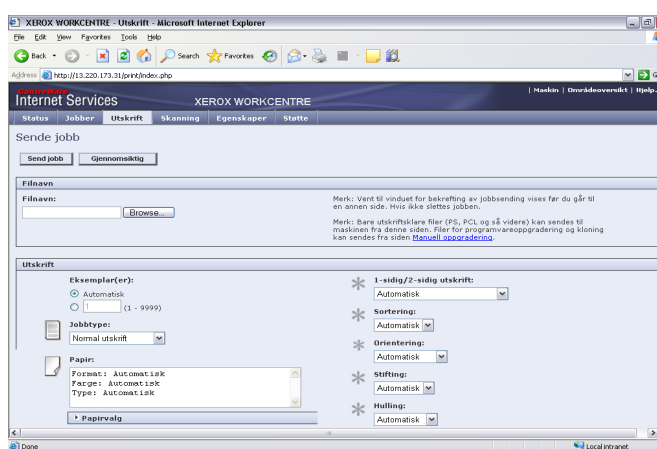 XEROX WORKCENTRE - Utskrift - Microsoft Internet Explorer
File Edit View Favorites Tools Help
Back Search Favorites
Address http://13.220.173.31/print/index.php
CentreWare
Internet Services XEROX WORKCENTRE
| Maskin | Områdeoversikt | Hjelp
Status Jobber Utskrift Skanning Egenskaper Støtte
Sende jobb
Send jobb Gjennomsiktig
Filnavn
Filnavn:
Browse...
Merk: Vent til vinduet for bekrefting av jobbsending vises før du går til
en annen side. Hvis ikke slettes jobben.
Merk: Bare utskriftsklare filer (PS, PCL og så videre) kan sendes til
maskinen fra denne siden. Filer for programvareoppgradering og kloning
kan sendes fra siden Manuell oppgradering.
Utskrift
Eksemplar(er):
Automatisk
1 (1 - 9999)
Jobbtype:
Normal utskrift
Papir:
Format: Automatisk
Farge: Automatisk
Type: Automatisk
Papirvalg
1-sidig/2-sidig utskrift:
Automatisk
Sortering:
Automatisk
Orientering:
Automatisk
Stifting:
Automatisk
Hulling:
Automatisk
Done Local intranet